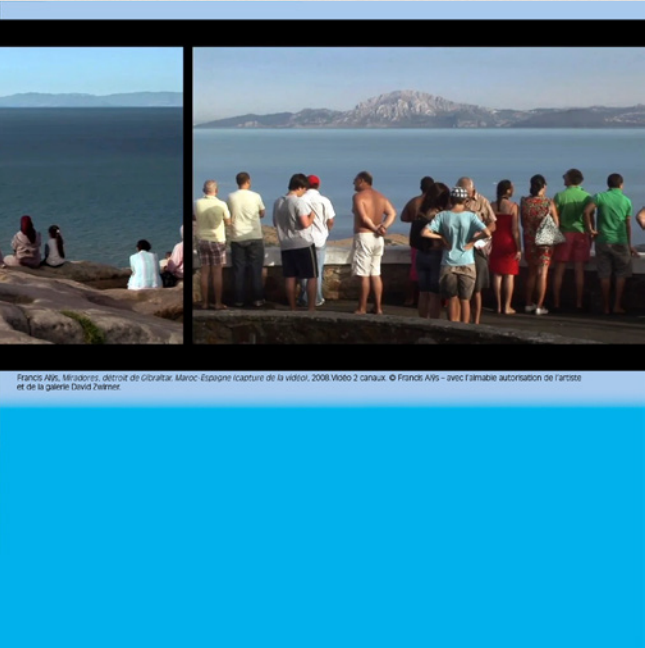 Francis Alÿs, Miradores, détroit de Gibraltar, Maroc-Espagne (capture de la vidéo), 2008.Vidéo 2 canaux. © Francis Alÿs – avec l'aimable autorisation de l'artiste
et de la galerie David Zwirner.